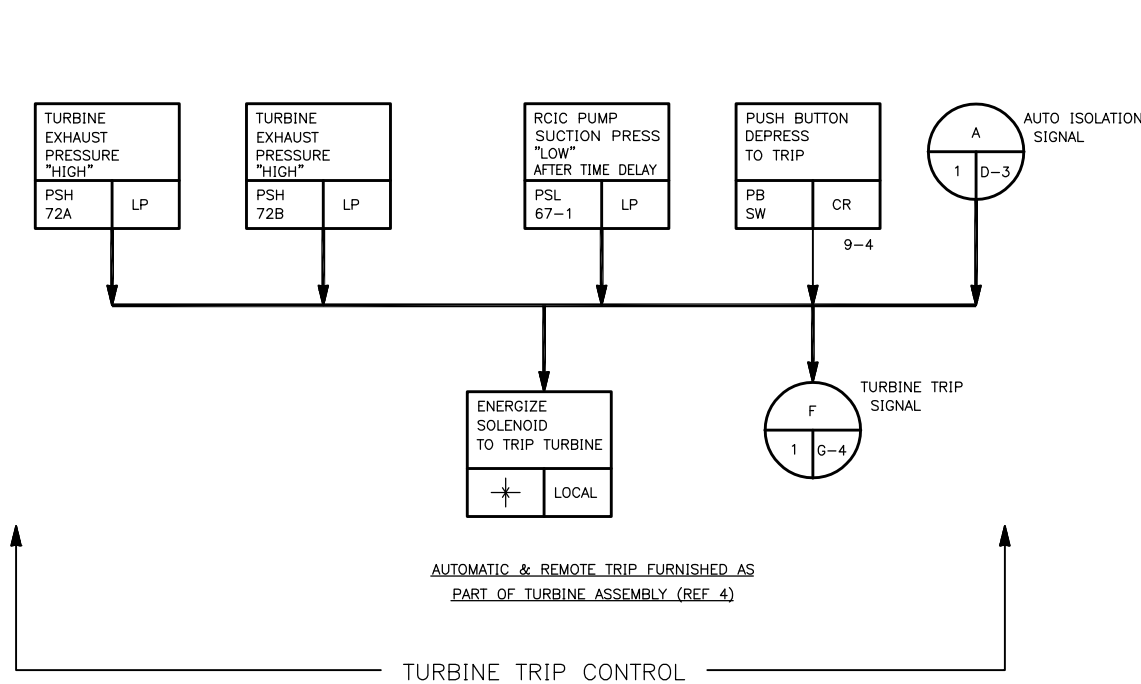 TURBINE
EXHAUST
PRESSURE
"HIGH"
PSH
72A
LP
TURBINE
EXHAUST
PRESSURE
"HIGH"
PSH
72B
LP
RCIC PUMP
SUCTION PRESS
"LOW"
AFTER TIME DELAY
PSL
67-1
LP
PUSH BUTTON
DEPRESS
TO TRIP
PB
SW
CR
9-4
A
1
D-3
AUTO ISOLATION
SIGNAL
ENERGIZE
SOLENOID
TO TRIP TURBINE
LOCAL
F
1
G-4
TURBINE TRIP
SIGNAL
AUTOMATIC & REMOTE TRIP FURNISHED AS
PART OF TURBINE ASSEMBLY (REF 4)
TURBINE TRIP CONTROL